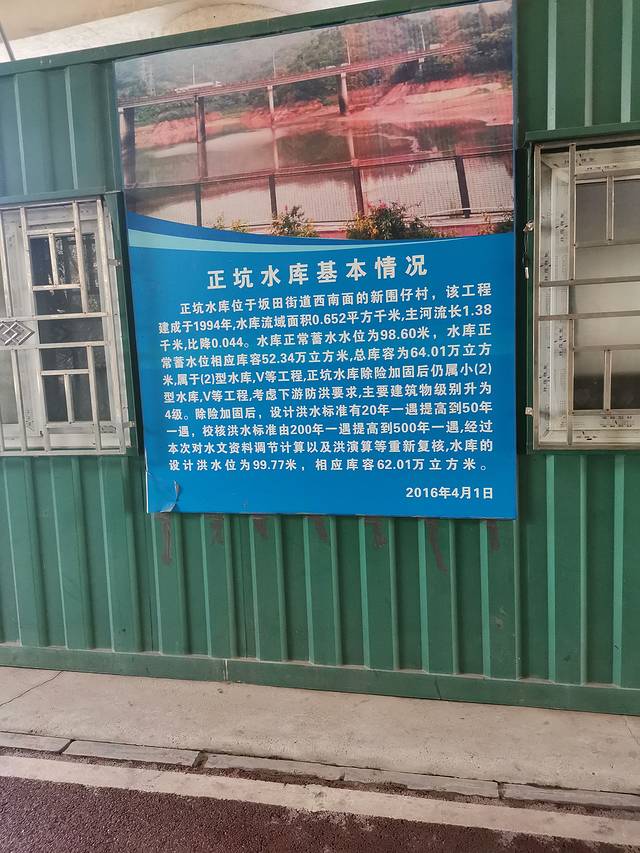 正坑水库基本情况
正坑水库位于坂田街道西南面的新围仔村，该工程
建成于1994年,水库流域面积0.652平方千米,主河流长1.38
千米,比降0.044。水库正常蓄水水位为98.60米，水库正
常蓄水位相应库容52.34万立方米,总库容为64.01万立方
米,属于(2)型水库,V等工程,正坑水库除险加固后仍属小(2)
型水库,V等工程,考虑下游防洪要求,主要建筑物级别升为
4级。除险加固后，设计洪水标准有20年一遇提高到50年
一遇，校核洪水标准由200年一遇提高到500年一遇,经过
本次对水文资料调节计算以及洪演算等重新复核,水库的
设计洪水位为99.77米，相应库容62.01万立方米。
2016年4月1日